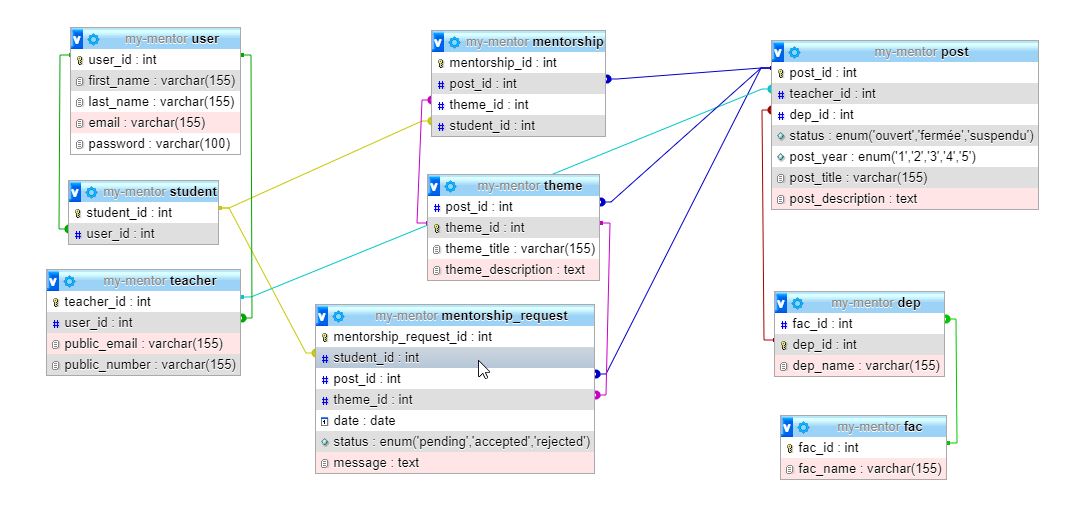 my-mentor user
user_id : int
first_name : varchar(155)
last_name : varchar(155)
email : varchar(155)
password : varchar(100)
my-mentor student
student_id : int
user_id : int
my-mentor teacher
teacher_id : int
user_id : int
public_email : varchar(155)
public_number : varchar(155)
my-mentor mentorship
mentorship_id : int
post_id : int
theme_id : int
student_id : int
my-mentor theme
post_id : int
theme_id : int
theme_title : varchar(155)
theme_description : text
my-mentor mentorship_request
mentorship_request_id : int
student_id : int
post_id : int
theme_id : int
date : date
status : enum('pending','accepted','rejected')
message : text
my-mentor post
post_id : int
teacher_id : int
dep_id : int
status : enum('ouvert','fermée','suspendu')
post_year : enum('1','2','3','4','5')
post_title : varchar(155)
post_description : text
my-mentor dep
fac_id : int
dep_id : int
dep_name : varchar(155)
my-mentor fac
fac_id : int
fac_name : varchar(155)